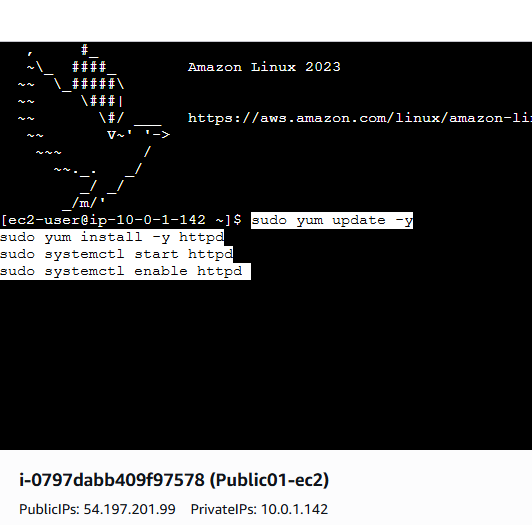 ,     #_
   ~\_  ####_        Amazon Linux 2023
  ~~  \_#####\
  ~~     \###|
  ~~       \#/ ___   https://aws.amazon.com/linux/amazon-li
   ~~       V~' '->
    ~~~         /
      ~~._.   _/
         _/ _/
       _/m/'
[ec2-user@ip-10-0-1-142 ~]$ sudo yum update -y
sudo yum install -y httpd
sudo systemctl start httpd
sudo systemctl enable httpd
i-0797dabb409f97578 (Public01-ec2)
PublicIPs: 54.197.201.99    PrivateIPs: 10.0.1.142